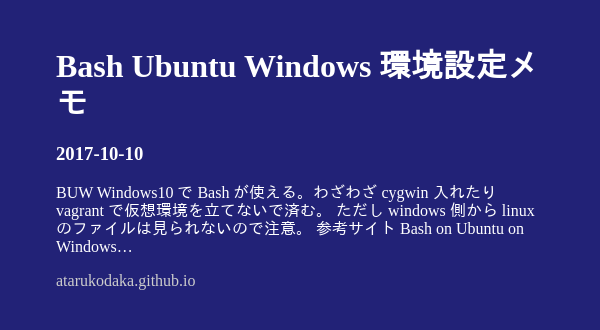 Bash Ubuntu Windows 環境設定メ
モ
2017-10-10
BUW Windows10 で Bash が使える。わざわざ cygwin 入れたり
vagrant で仮想環境を立てないで済む。 ただし windows 側から linux
のファイルは見られないので注意。 参考サイト Bash on Ubuntu on
Windows…
atarukodaka.github.io